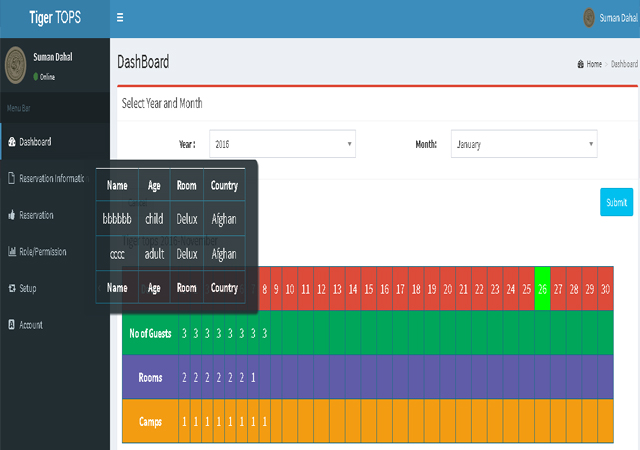 Tiger TOPS
Suman Dahal
Suman Dahal
Online
Menu Bar
Dashboard
Reservation Informatio
Reservation
Role/Permission
Setup
Account
DashBoard
Home > Dashboard
Select Year and Month
Year :
2016
Month:
January
Submit
Name Age Room Country
bbbbbb child Delux Afghan
cccc adult Delux Afghan
Name Age Room Country
Tiger Tops 2016 November
8 9 10 11 12 13 14 15 16 17 18 19 20 21 22 23 24 25 26 27 28 29 30
No of Guests 3 3 3 3 3 3 3 3
Rooms 2 2 2 2 2 2 1
Camps 1 1 1 1 1 1 1 1